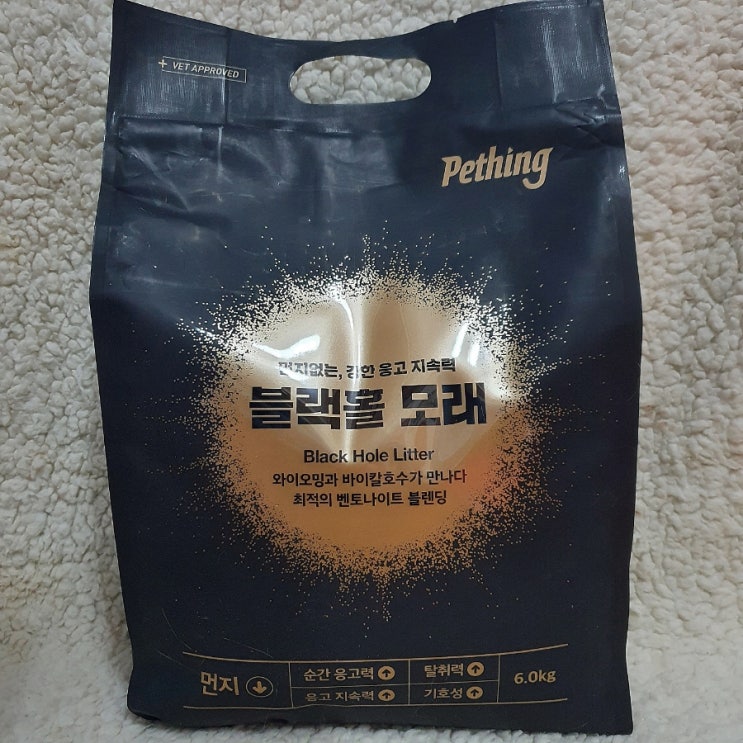 + VET APPROVED
Pething
먼지없는, 강한 응고 지속력
블랙홀 모래
Black Hole Litter
와이오밍과 바이칼호수가 만나다
최적의 벤토나이트 블렌딩
먼지 ↓
순간 응고력 ↑
탈취력 ↑
응고 지속력 ↑
기호성 ↑
6.0kg